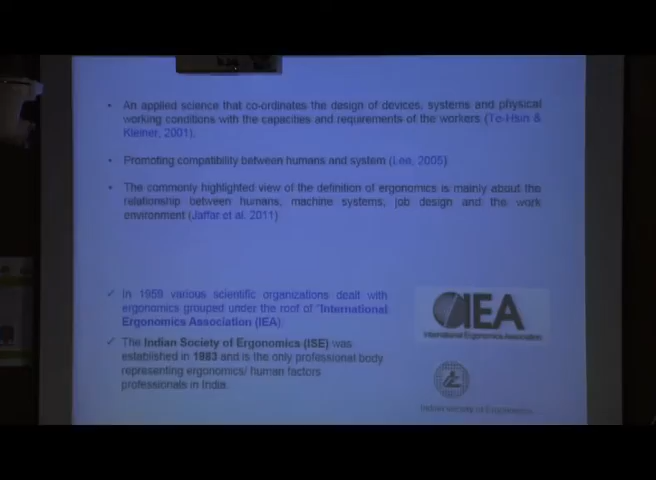 • An applied science that co-ordinates the design of devices, systems and physical
working conditions with the capacities and requirements of the workers (Te-Hsin &
Kleiner, 2001).
• Promoting compatibility between humans and system (Lee, 2005)
• The commonly highlighted view of the definition of ergonomics is mainly about the
relationship between humans, machine systems, job design and the work
environment (Jaffar et al. 2011)
✓ In 1959 various scientific organizations dealt with
ergonomics grouped under the roof of "International
Ergonomics Association (IEA)
✓ The Indian Society of Ergonomics (ISE) was
established in 1983 and is the only professional body
representing ergonomics/ human factors
professionals in India.
IEA
International Ergonomics Association
Indian Society of Ergonomics